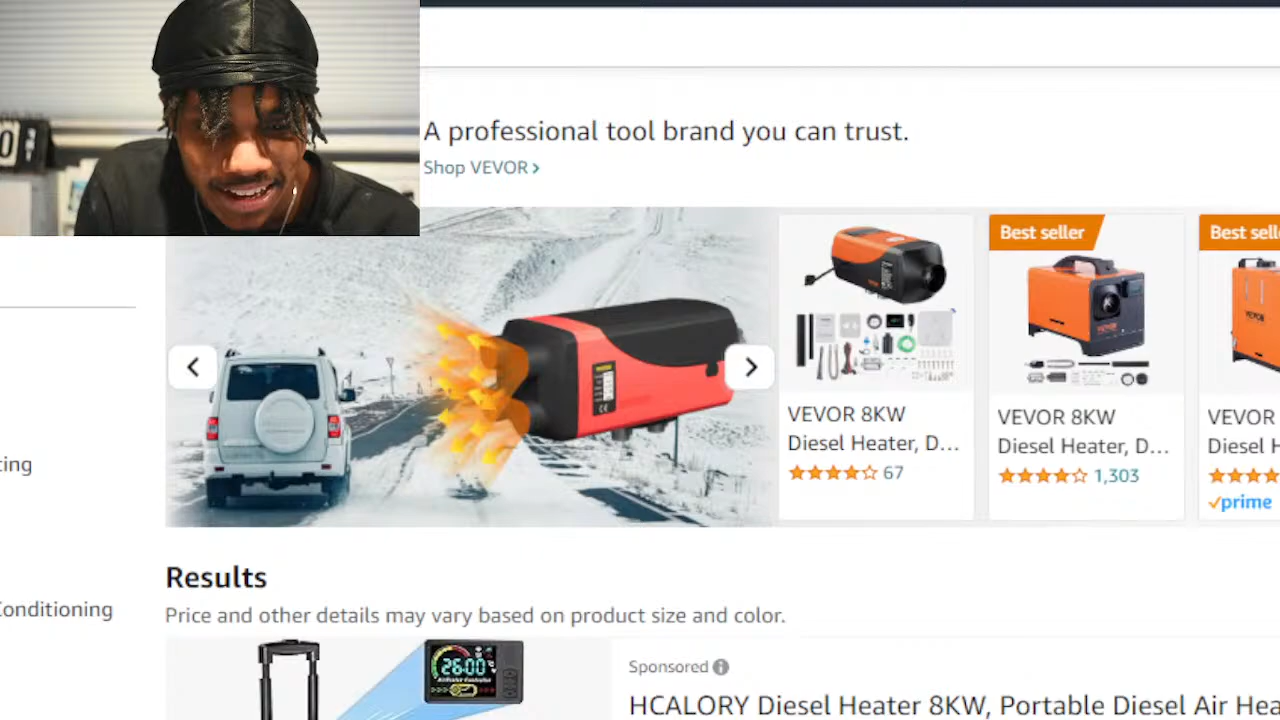 A professional tool brand you can trust.
Shop VEVOR
Best seller
Best sell
VEVOR 8KW
Diesel Heater, D...
67
VEVOR 8KW
Diesel Heater, D...
1,303
VEVOR
Diesel H
prime
ting
Results
Price and other details may vary based on product size and color.
Conditioning
26:00
Sponsored
HCALORY Diesel Heater 8KW, Portable Diesel Air Hea